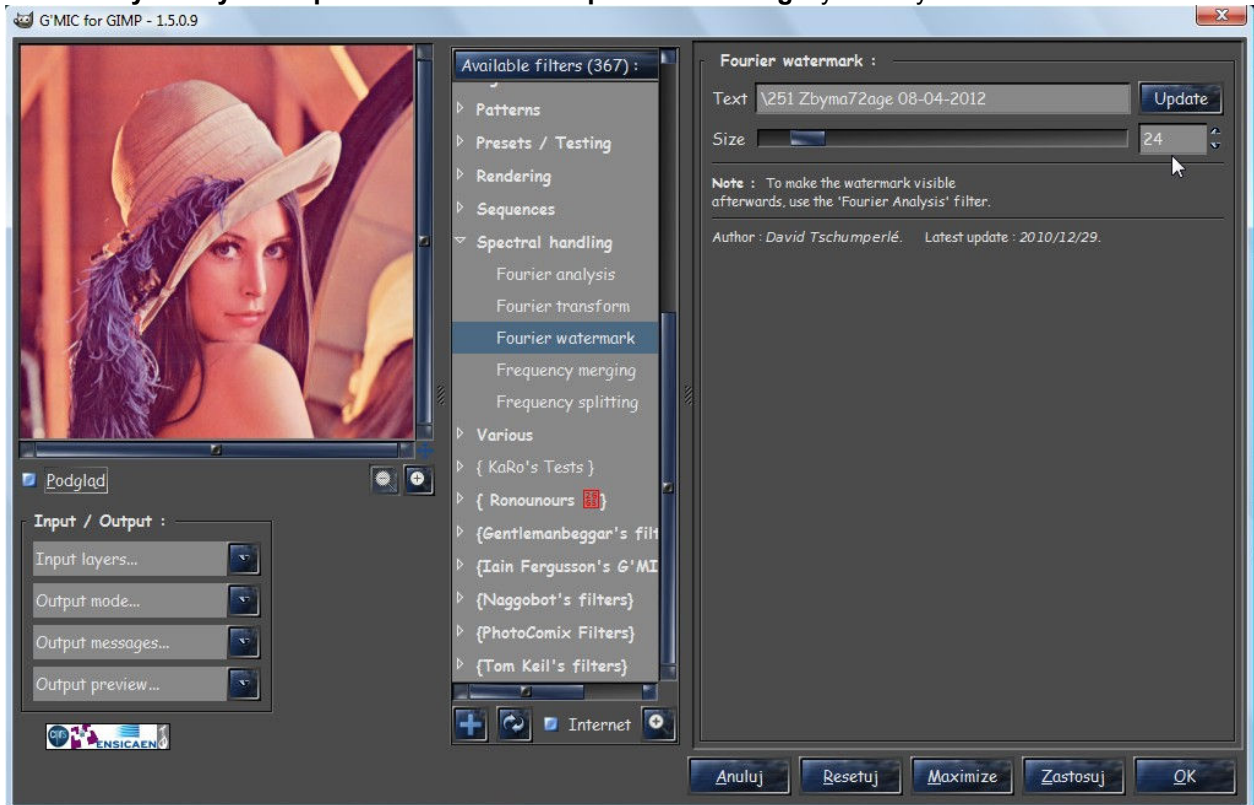 G'MIC for GIMP - 1.5.0.9
Available filters (367) :
Patterns
Presets / Testing
Rendering
Sequences
Spectral handling
Fourier analysis
Fourier transform
Fourier watermark
Frequency merging
Frequency splitting
Various
{ KaRo's Tests }
{ Ronounours }
{Gentlemanbeggar's filt
{Iain Fergusson's G'MI
{Naggobot's filters}
{PhotoComix Filters}
{Tom Keil's filters}
Internet
Podgląd
Input / Output :
Input layers...
Output mode...
Output messages...
Output preview...
cnrs ENSICAEN
Fourier watermark :
Text \251 Zbyma72age 08-04-2012 Update
Size 24
Note : To make the watermark visible
afterwards, use the 'Fourier Analysis' filter.
Author : David Tschumperlé. Latest update : 2010/12/29.
Anuluj Resetuj Maximize Zastosuj OK